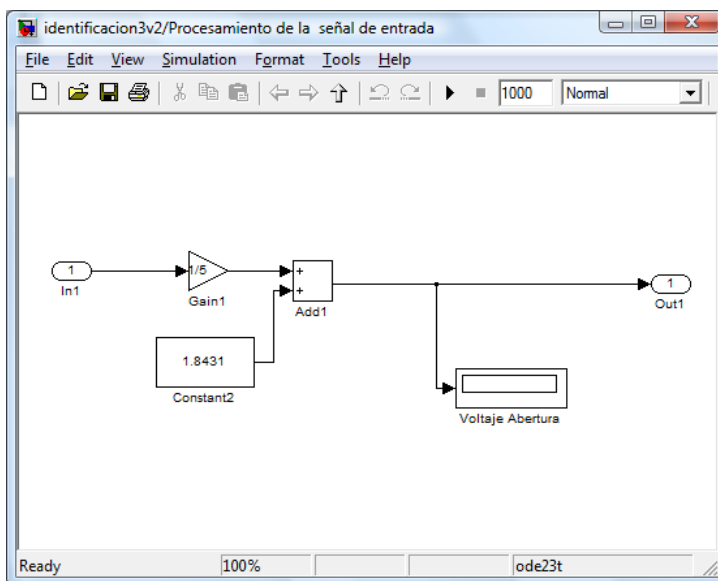 identificacion3v2/Procesamiento de la  señal de entrada
File Edit View Simulation Format Tools Help
1000 Normal
1
In1
1/5
Gain1
+
+
Add1
1
Out1
1.8431
Constant2
Voltaje Abertura
Ready 100% ode23t